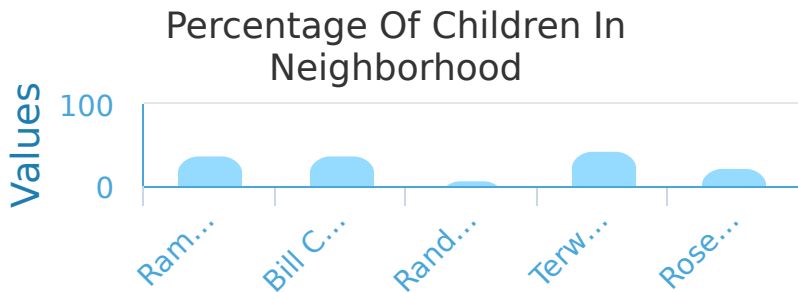 Percentage Of Children In
Neighborhood
Values
100
0
Ram...
Bill C...
Rand...
Terw...
Rose...